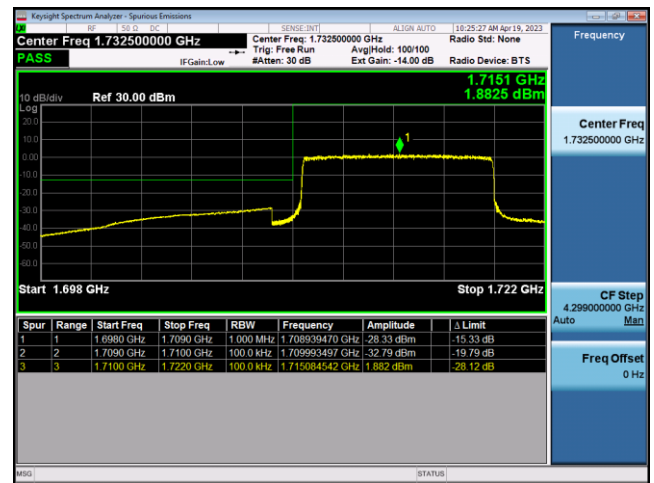 Keysight Spectrum Analyzer - Spurious Emissions
RF 50 Ω DC SENSE:INT ALIGN AUTO 10:25:27 AM Apr 19, 2023
Center Freq 1.732500000 GHz
PASS
IFGain:Low
Center Freq: 1.732500000 GHz
Trig: Free Run Avg|Hold: 100/100
#Atten: 30 dB Ext Gain: -14.00 dB
Radio Std: None
Radio Device: BTS
Frequency
1.7151 GHz
1.8825 dBm
10 dB/div Ref 30.00 dBm
Log
20.0
10.0
0.00
-10.0
-20.0
-30.0
-40.0
-50.0
-60.0
1
Start 1.698 GHz Stop 1.722 GHz
Center Freq
1.732500000 GHz
CF Step
4.299000000 GHz
Auto Man
Freq Offset
0 Hz
Spur Range Start Freq Stop Freq RBW Frequency Amplitude Δ Limit
1 1 1.6980 GHz 1.7090 GHz 1.000 MHz 1.708939470 GHz -28.33 dBm -15.33 dB
2 2 1.7090 GHz 1.7100 GHz 100.0 kHz 1.709993497 GHz -32.79 dBm -19.79 dB
3 3 1.7100 GHz 1.7220 GHz 100.0 kHz 1.715084542 GHz 1.882 dBm -28.12 dB
MSG STATUS